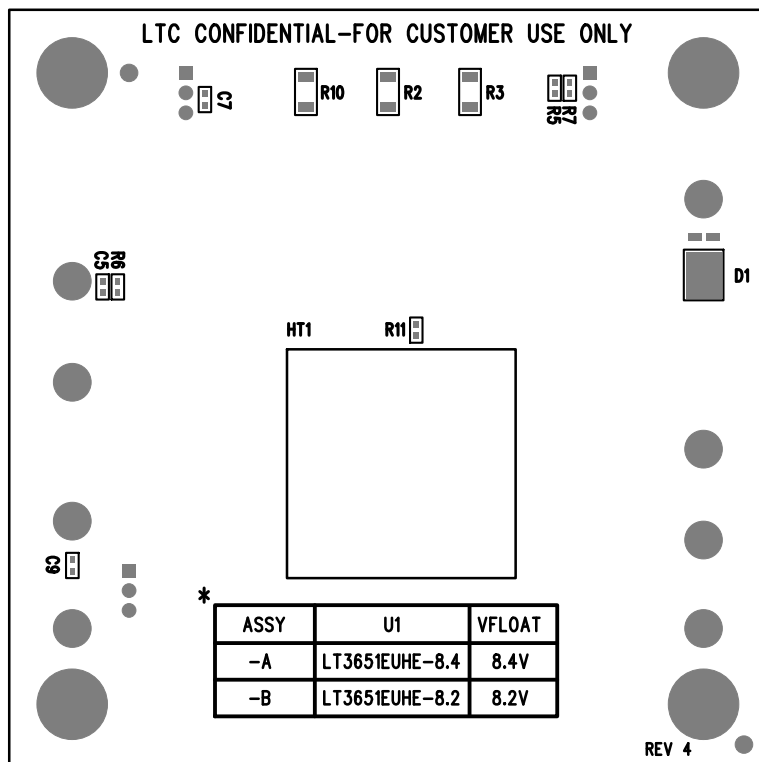 LTC CONFIDENTIAL-FOR CUSTOMER USE ONLY
C7
R10
R2
R3
R5
R7
C5
R6
D1
HT1
R11
C9
*
ASSY U1 VFLOAT
-A LT3651EUHE-8.4 8.4V
-B LT3651EUHE-8.2 8.2V
REV 4